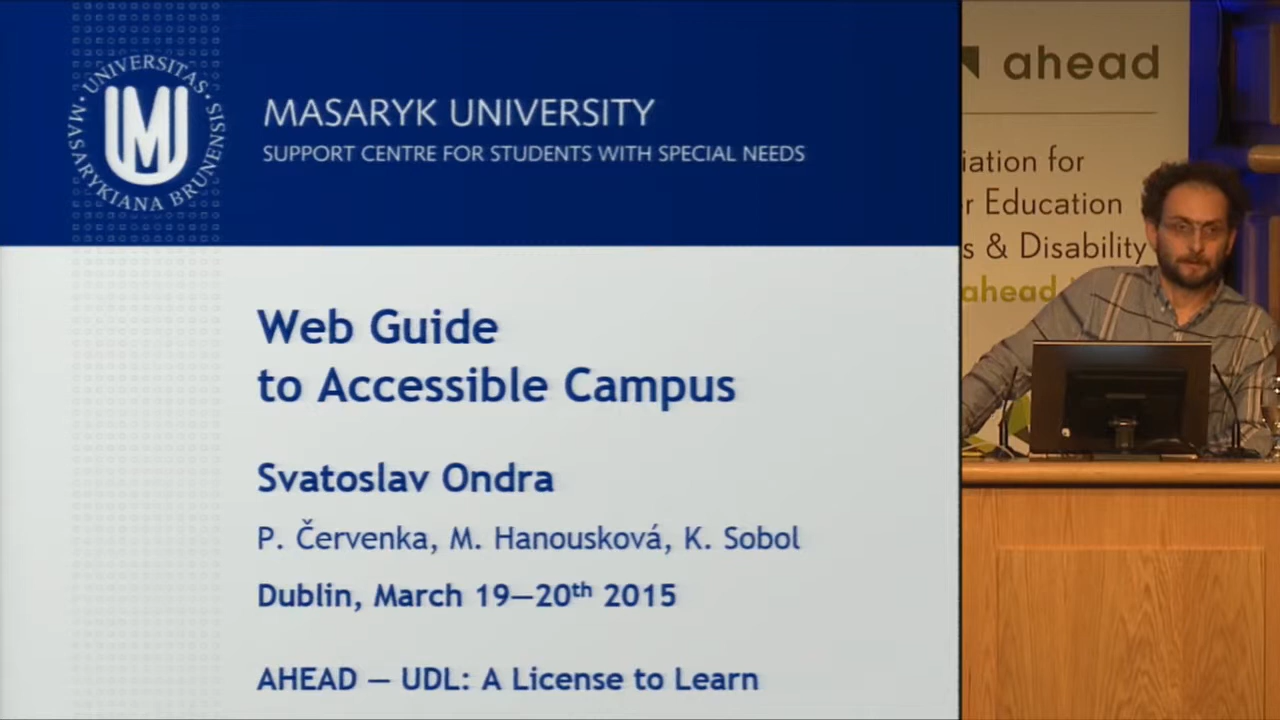 UNIVERSITAS MASARYKIANA BRUNENSIS
MU
MASARYK UNIVERSITY
SUPPORT CENTRE FOR STUDENTS WITH SPECIAL NEEDS
Web Guide
to Accessible Campus
Svatoslav Ondra
P. Červenka, M. Hanousková, K. Sobol
Dublin, March 19—20th 2015
AHEAD — UDL: A License to Learn
ahead
iation for
r Education
s & Disability
ahead